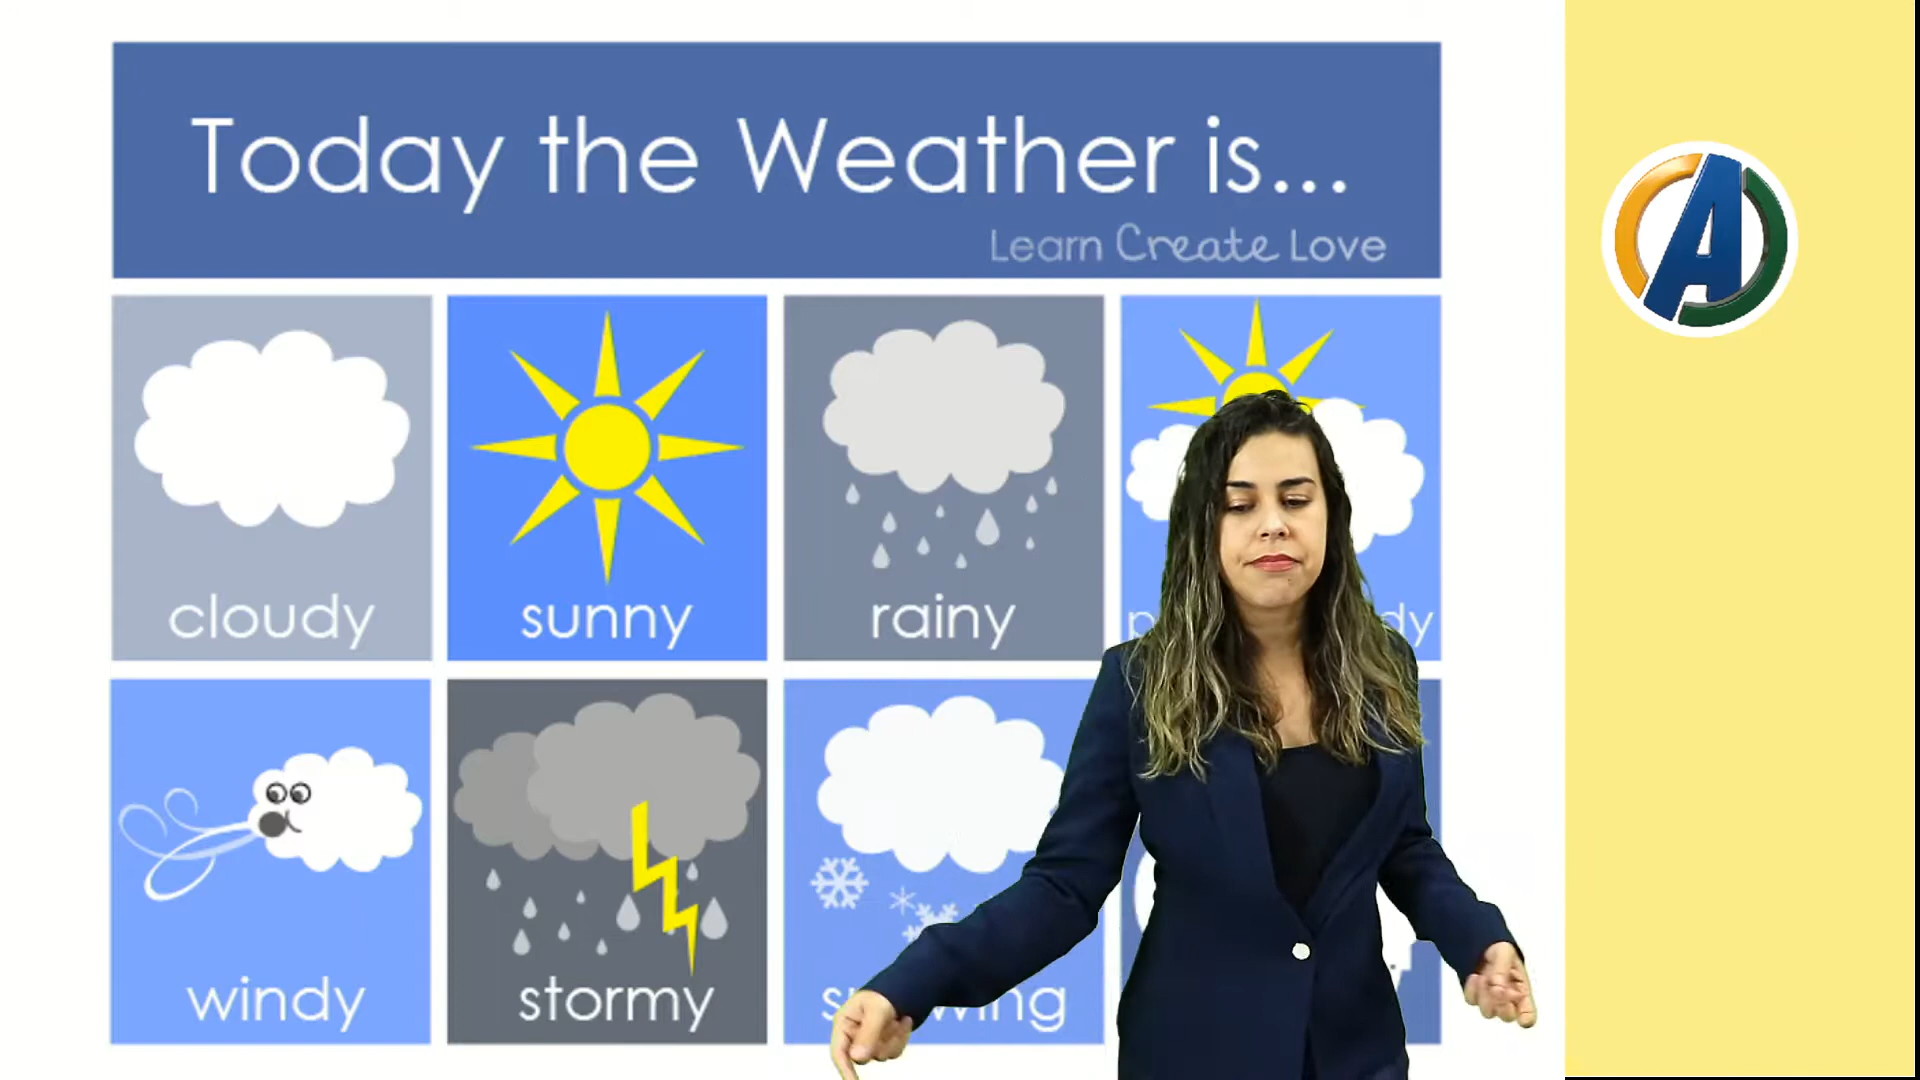 Today the Weather is...
Learn Create Love
cloudy
sunny
rainy
windy
stormy
A